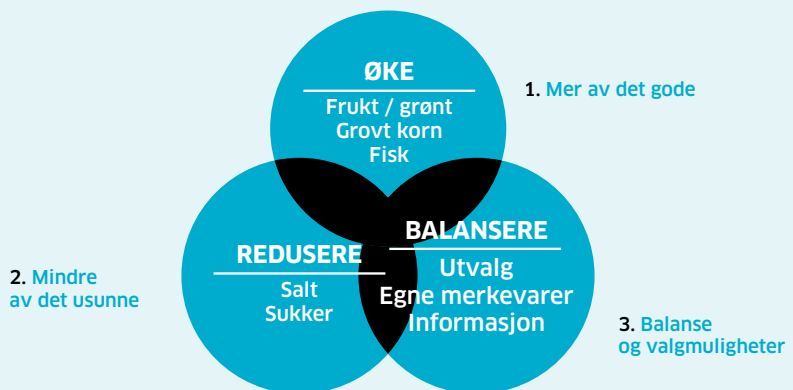 ØKE
Frukt / grønt
Grovt korn
Fisk
1. Mer av det gode
REDUSERE
Salt
Sukker
2. Mindre
av det usunne
BALANSERE
Utvalg
Egne merkevarer
Informasjon
3. Balanse
og valgmuligheter